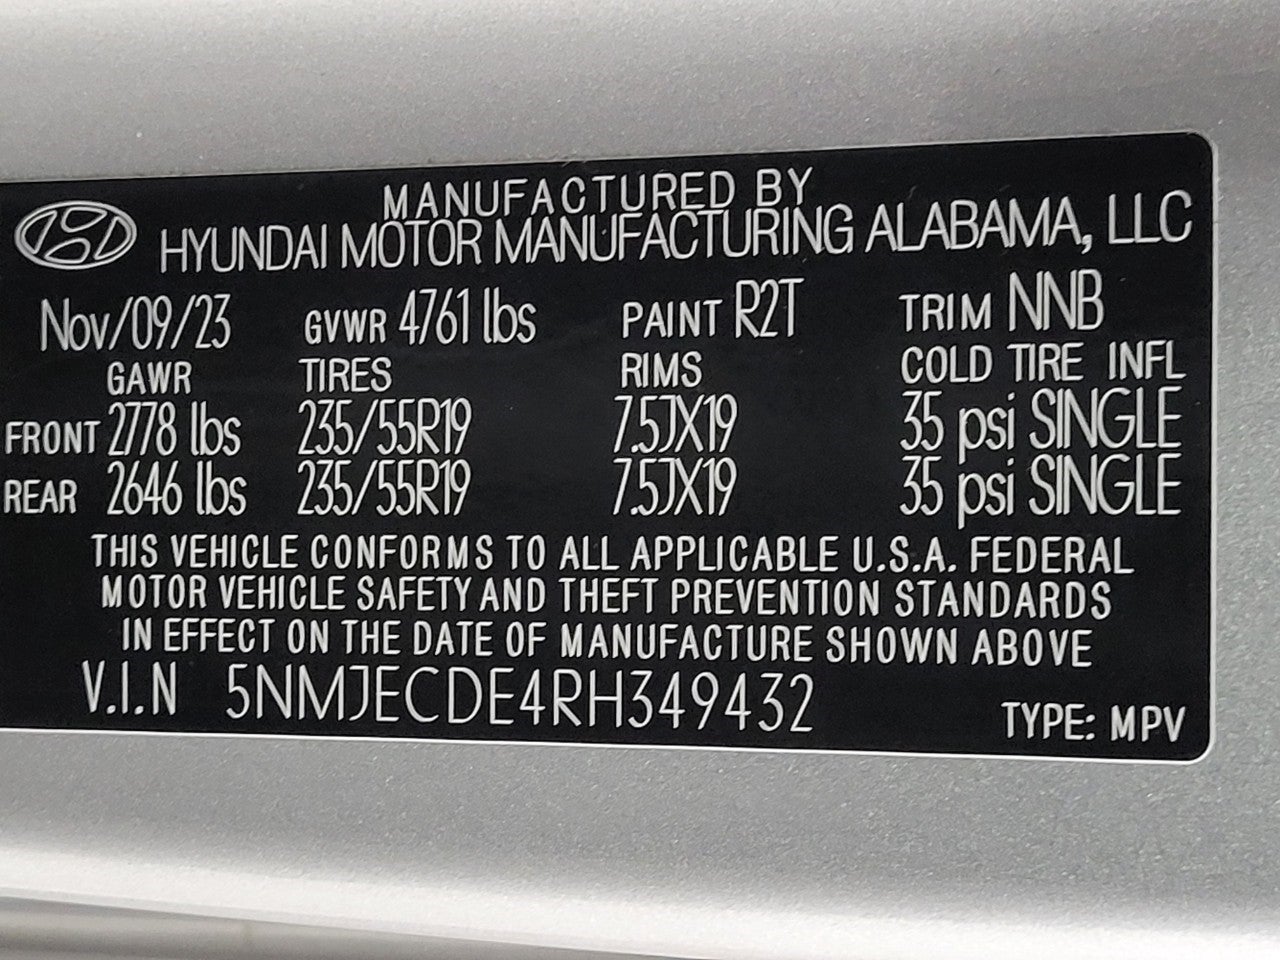 MANUFACTURED BY
HYUNDAI MOTOR MANUFACTURING ALABAMA, LLC
Nov/09/23 GVWR 4761 lbs PAINT R2T TRIM NNB
GAWR TIRES RIMS COLD TIRE INFL
FRONT 2778 lbs 235/55R19 7.5JX19 35 psi SINGLE
REAR 2646 lbs 235/55R19 7.5JX19 35 psi SINGLE
THIS VEHICLE CONFORMS TO ALL APPLICABLE U.S.A. FEDERAL
MOTOR VEHICLE SAFETY AND THEFT PREVENTION STANDARDS
IN EFFECT ON THE DATE OF MANUFACTURE SHOWN ABOVE
V.I.N 5NMJECDE4RH349432 TYPE: MPV